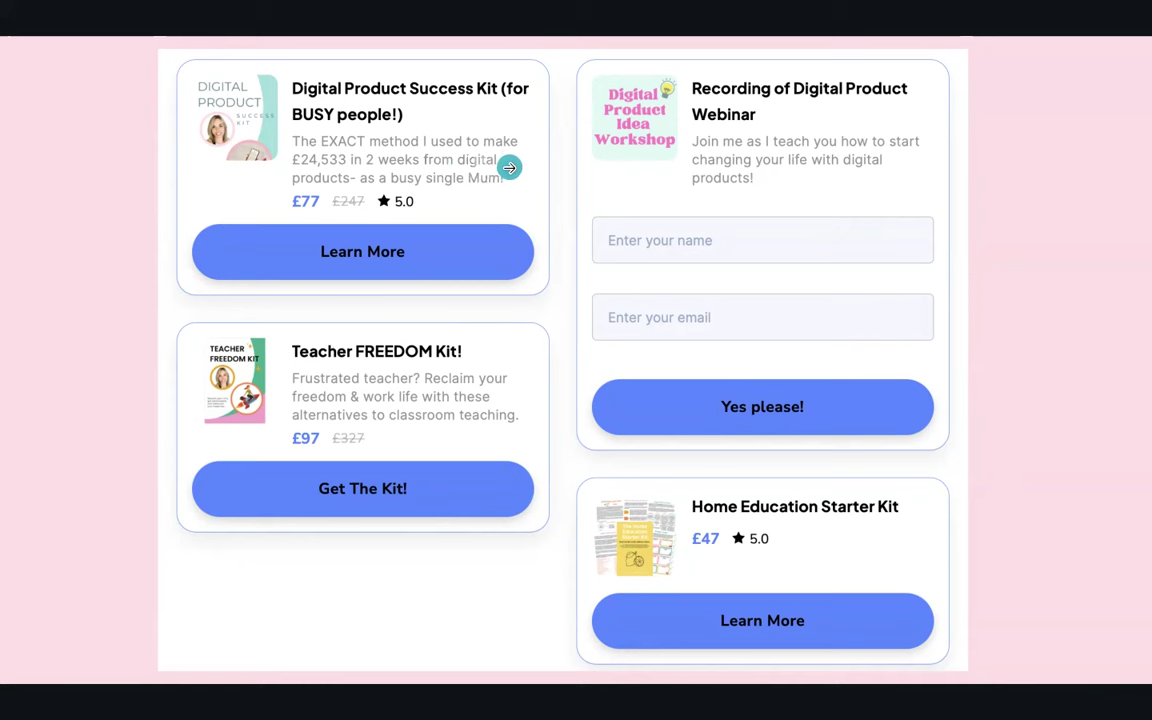 DIGITAL
PRODUCT
SUCCESS
KIT
Digital Product Success Kit (for
BUSY people!)
The EXACT method I used to make
£24,533 in 2 weeks from digital
products- as a busy single Mum!
£77 £247 ★ 5.0
Learn More
TEACHER
FREEDOM KIT
Teacher FREEDOM Kit!
Frustrated teacher? Reclaim your
freedom & work life with these
alternatives to classroom teaching.
£97 £327
Get The Kit!
Digital
Product
Idea
Workshop
Recording of Digital Product
Webinar
Join me as I teach you how to start
changing your life with digital
products!
Enter your name
Enter your email
Yes please!
The Home
Education
Starter Kit
Home Education Starter Kit
£47 ★ 5.0
Learn More